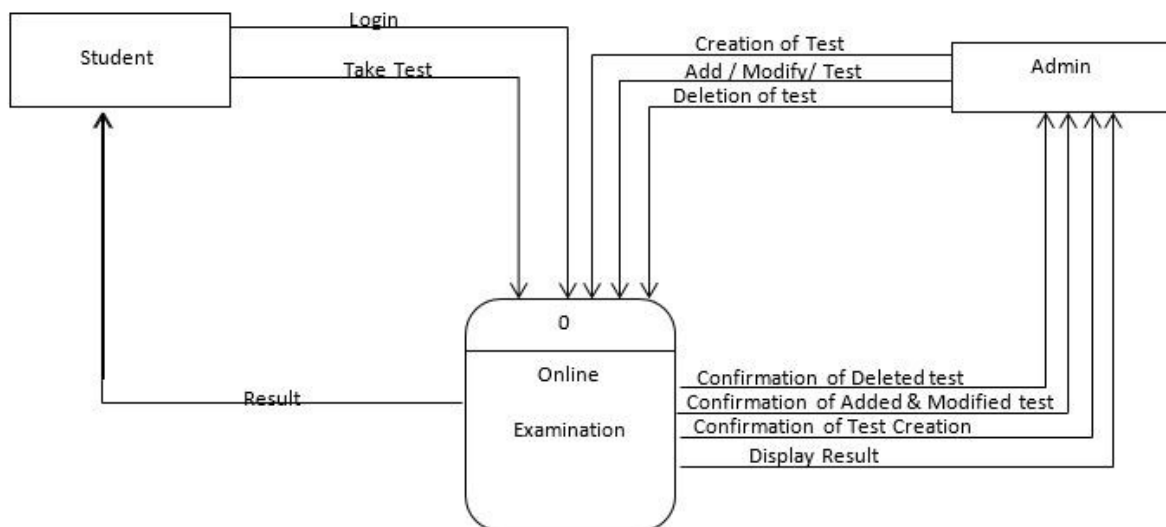 Login
Student
Take Test
Creation of Test
Add / Modify/ Test
Deletion of test
Admin
0
Online
Examination
Result
Confirmation of Deleted test
Confirmation of Added & Modified test
Confirmation of Test Creation
Display Result